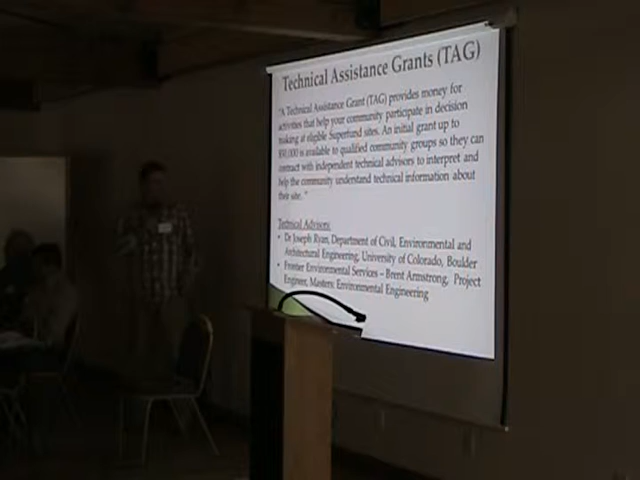 Technical Assistance Grants (TAG)
"A Technical Assistance Grant (TAG) provides money for
activities that help your community participate in decision
making at eligible Superfund sites. An initial grant up to
$50,000 is available to qualified community groups so they can
contract with independent technical advisors to interpret and
help the community understand technical information about
their site. "
Technical Advisors:
• Dr Joseph Ryan, Department of Civil, Environmental and
Architectural Engineering, University of Colorado, Boulder
• Frontier Environmental Services – Brent Armstrong, Project
Engineer, Masters: Environmental Engineering